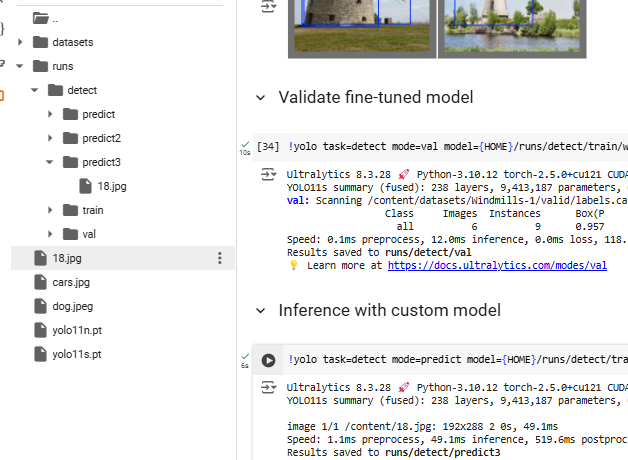 ..
datasets
runs
detect
predict
predict2
predict3
18.jpg
train
val
18.jpg
cars.jpg
dog.jpeg
yolo11n.pt
yolo11s.pt
Validate fine-tuned model
[34] !yolo task=detect mode=val model={HOME}/runs/detect/train/w
10s
Ultralytics 8.3.28 🚀 Python-3.10.12 torch-2.5.0+cu121 CUDA
YOLO11s summary (fused): 238 layers, 9,413,187 parameters,
val: Scanning /content/datasets/Windmills-1/valid/labels.ca
Class Images Instances Box(P
all 6 9 0.957
Speed: 0.1ms preprocess, 12.0ms inference, 0.0ms loss, 118.
Results saved to runs/detect/val
💡 Learn more at https://docs.ultralytics.com/modes/val
Inference with custom model
!yolo task=detect mode=predict model={HOME}/runs/detect/tra
6s
Ultralytics 8.3.28 🚀 Python-3.10.12 torch-2.5.0+cu121 CUDA
YOLO11s summary (fused): 238 layers, 9,413,187 parameters,
image 1/1 /content/18.jpg: 192x288 2 0s, 49.1ms
Speed: 1.1ms preprocess, 49.1ms inference, 519.6ms postproc
Results saved to runs/detect/predict3